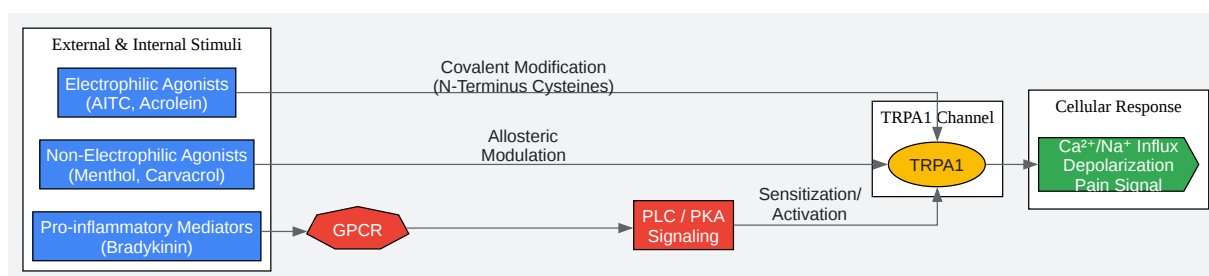 External & Internal Stimuli
Electrophilic Agonists
(AITC, Acrolein)
Covalent Modification
(N-Terminus Cysteines)
Non-Electrophilic Agonists
(Menthol, Carvacrol)
Allosteric
Modulation
Pro-inflammatory Mediators
(Bradykinin)
GPCR
PLC / PKA
Signaling
Sensitization/
Activation
TRPA1 Channel
TRPA1
Cellular Response
Ca²⁺/Na⁺ Influx
Depolarization
Pain Signal